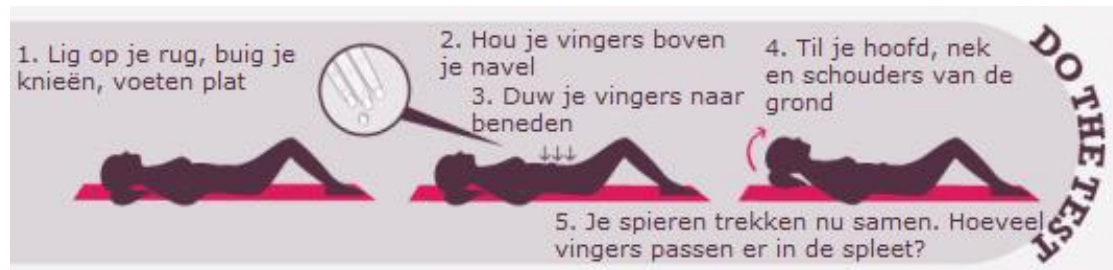 1. Lig op je rug, buig je
knieën, voeten plat
2. Hou je vingers boven
je navel
3. Duw je vingers naar
beneden
4. Til je hoofd, nek
en schouders van de
grond
5. Je spieren trekken nu samen. Hoeveel
vingers passen er in de spleet?
DO THE TEST